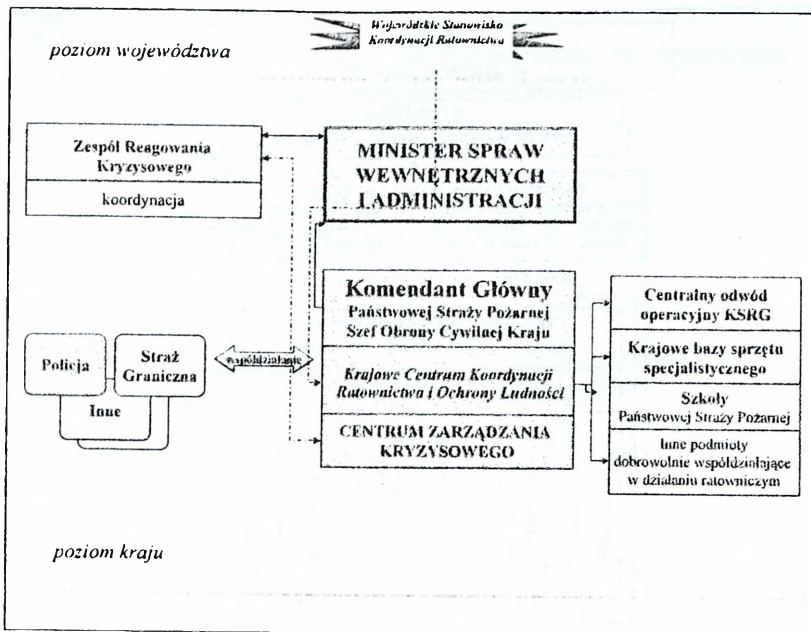 Wojewódzkie Stanowisko
Koordynacji Ratownictwa
poziom województwa
Zespół Reagowania
Kryzysowego
koordynacja
MINISTER SPRAW
WEWNĘTRZNYCH
I ADMINISTRACJI
Komendant Główny
Państwowej Straży Pożarnej
Szef Obrony Cywilnej Kraju
Krajowe Centrum Koordynacji
Ratownictwa i Ochrony Ludności
CENTRUM ZARZĄDZANIA
KRYZYSOWEGO
Centralny odwód
operacyjny KSRG
Krajowe bazy sprzętu
specjalistycznego
Szkoły
Państwowej Straży Pożarnej
Inne podmioty
dobrowolnie współdziałające
w działaniu ratowniczym
Policja
Straż
Graniczna
Inne
współdziałanie
poziom kraju